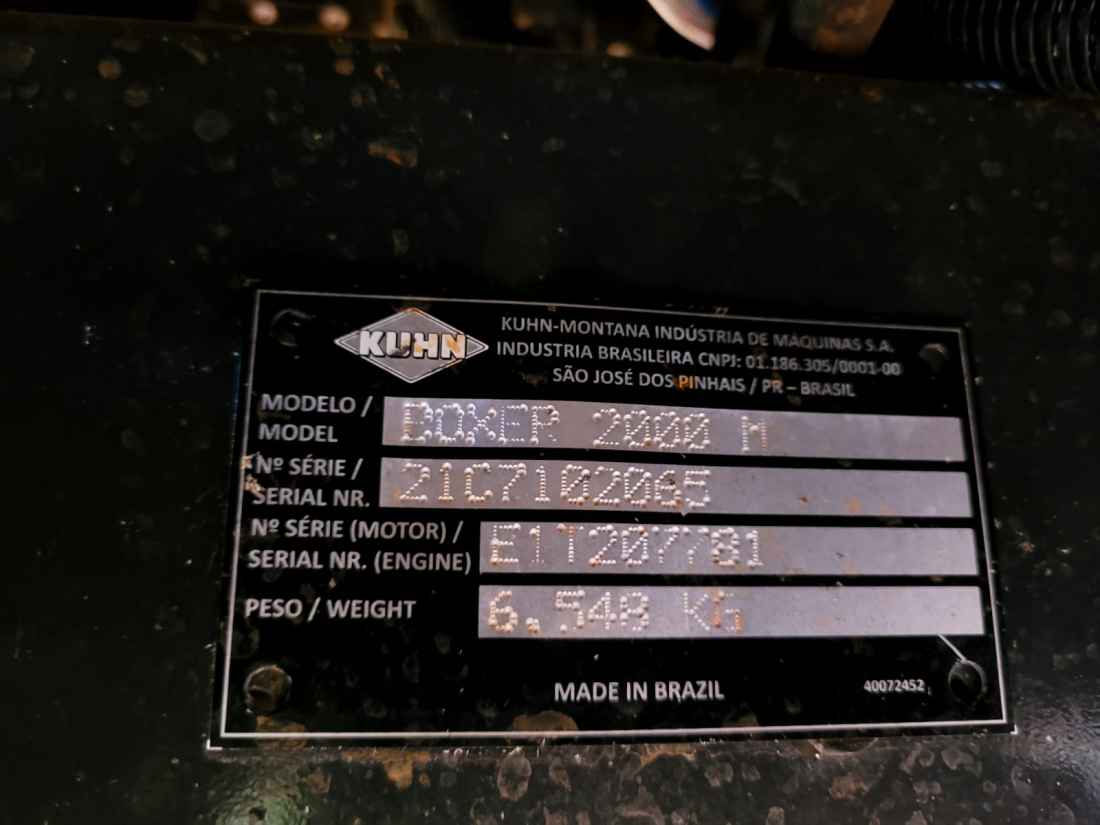 KUHN
KUHN-MONTANA INDÚSTRIA DE MÁQUINAS S.A.
INDUSTRIA BRASILEIRA CNPJ: 01.186.305/0001-00
SÃO JOSÉ DOS PINHAIS / PR – BRASIL
MODELO / MODEL BOXER 2000 M
Nº SÉRIE / SERIAL NR. 21C7102065
Nº SÉRIE (MOTOR) / SERIAL NR. (ENGINE) E1T207781
PESO / WEIGHT 6.548 KG
MADE IN BRAZIL
40072452